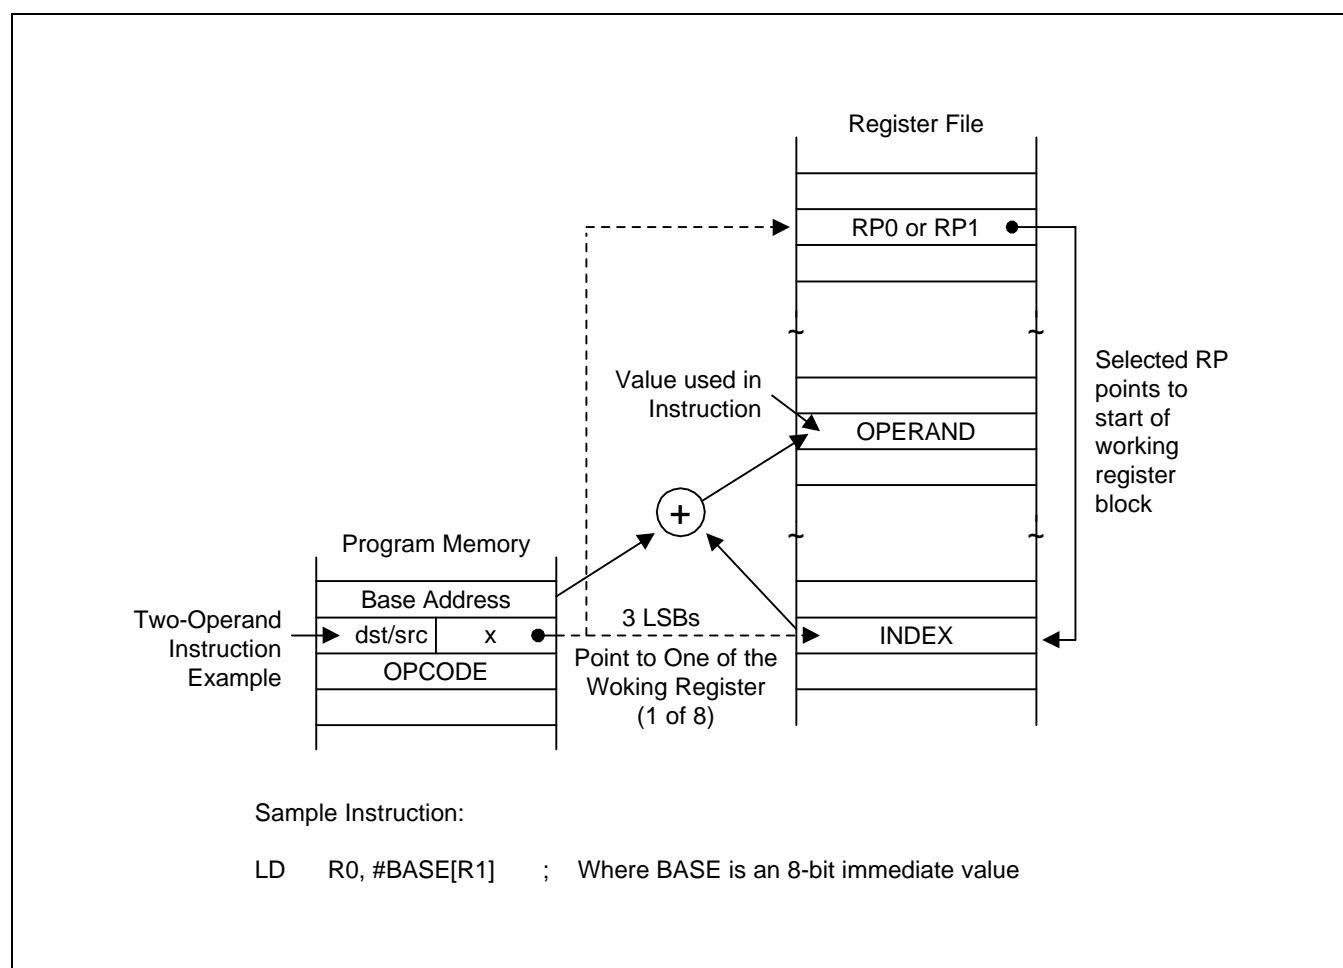 Register File
RP0 or RP1
~ ~
Selected RP
points to
start of
working
register
block
Value used in
Instruction
OPERAND
+
~ ~
Program Memory
Base Address
Two-Operand
Instruction
Example
dst/src x
3 LSBs
INDEX
OPCODE
Point to One of the
Woking Register
(1 of 8)
Sample Instruction:
LD R0, #BASE[R1] ; Where BASE is an 8-bit immediate value